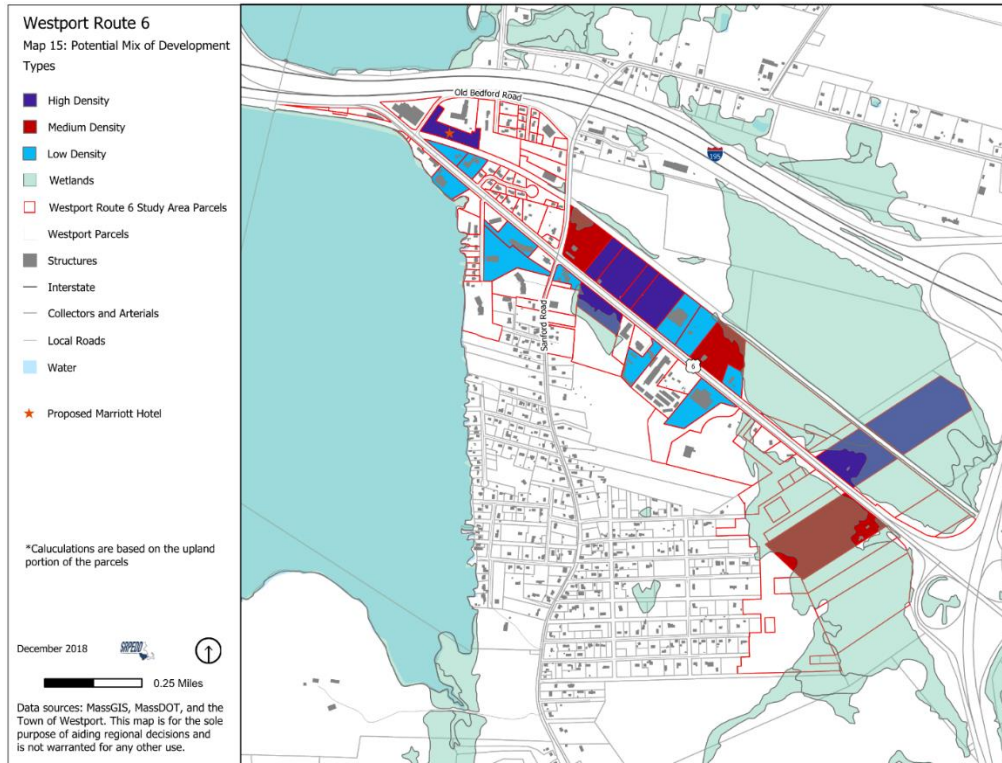 Westport Route 6
Map 15: Potential Mix of Development
Types
High Density
Medium Density
Low Density
Wetlands
Westport Route 6 Study Area Parcels
Westport Parcels
Structures
Interstate
Collectors and Arterials
Local Roads
Water
Proposed Marriott Hotel
*Caluculations are based on the upland
portion of the parcels
December 2018
SRPEDD
0.25 Miles
Data sources: MassGIS, MassDOT, and the
Town of Westport. This map is for the sole
purpose of aiding regional decisions and
is not warranted for any other use.
Old Bedford Road
195
Sanford Road
6